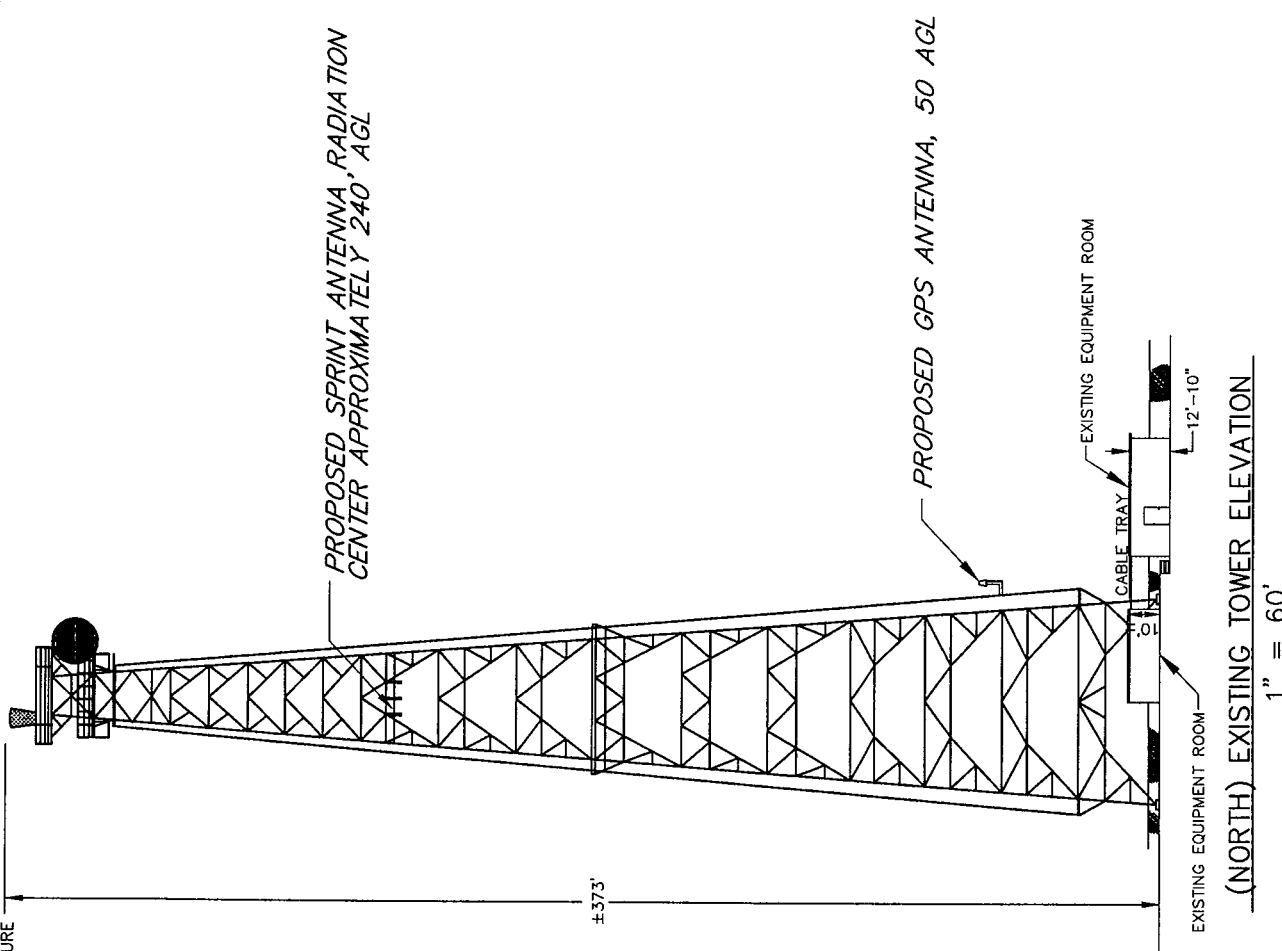 URE
PROPOSED SPRINT ANTENNA, RADIATION
CENTER APPROXIMATELY 240' AGL
PROPOSED GPS ANTENNA, 50 AGL
±373'
EXISTING EQUIPMENT ROOM
CABLE TRAY
12'-10"
10'
EXISTING EQUIPMENT ROOM
(NORTH) EXISTING TOWER ELEVATION
1" = 60'